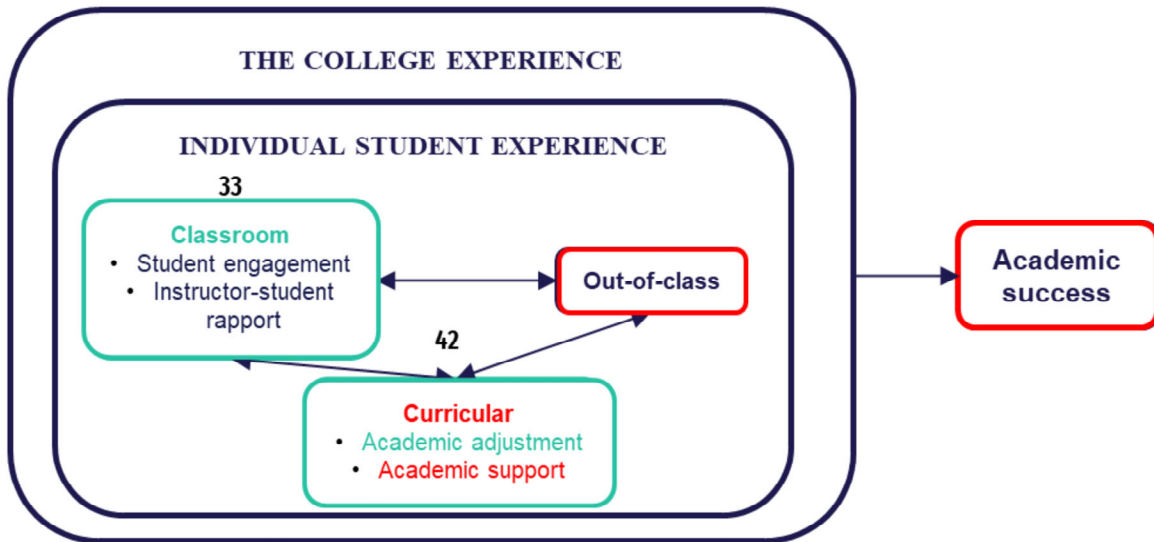 THE COLLEGE EXPERIENCE
INDIVIDUAL STUDENT EXPERIENCE
33
Classroom
• Student engagement
• Instructor-student
rapport
Out-of-class
42
Curricular
• Academic adjustment
• Academic support
Academic
success